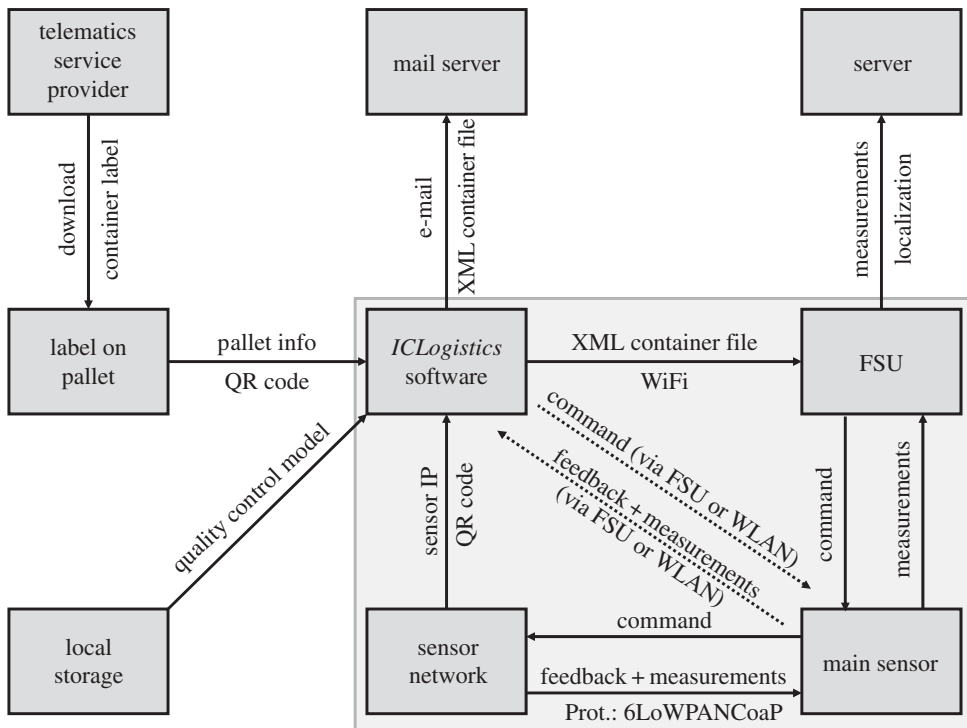 telematics
service
provider
mail server
server
download
container label
e-mail
XML container file
measurements
localization
label on
pallet
pallet info
QR code
ICLogistics
software
XML container file
WiFi
FSU
quality control model
sensor IP
QR code
command (via FSU or WLAN)
feedback + measurements
(via FSU or WLAN)
command
measurements
local
storage
sensor
network
command
feedback + measurements
Prot.: 6LoWPANCoaP
main sensor